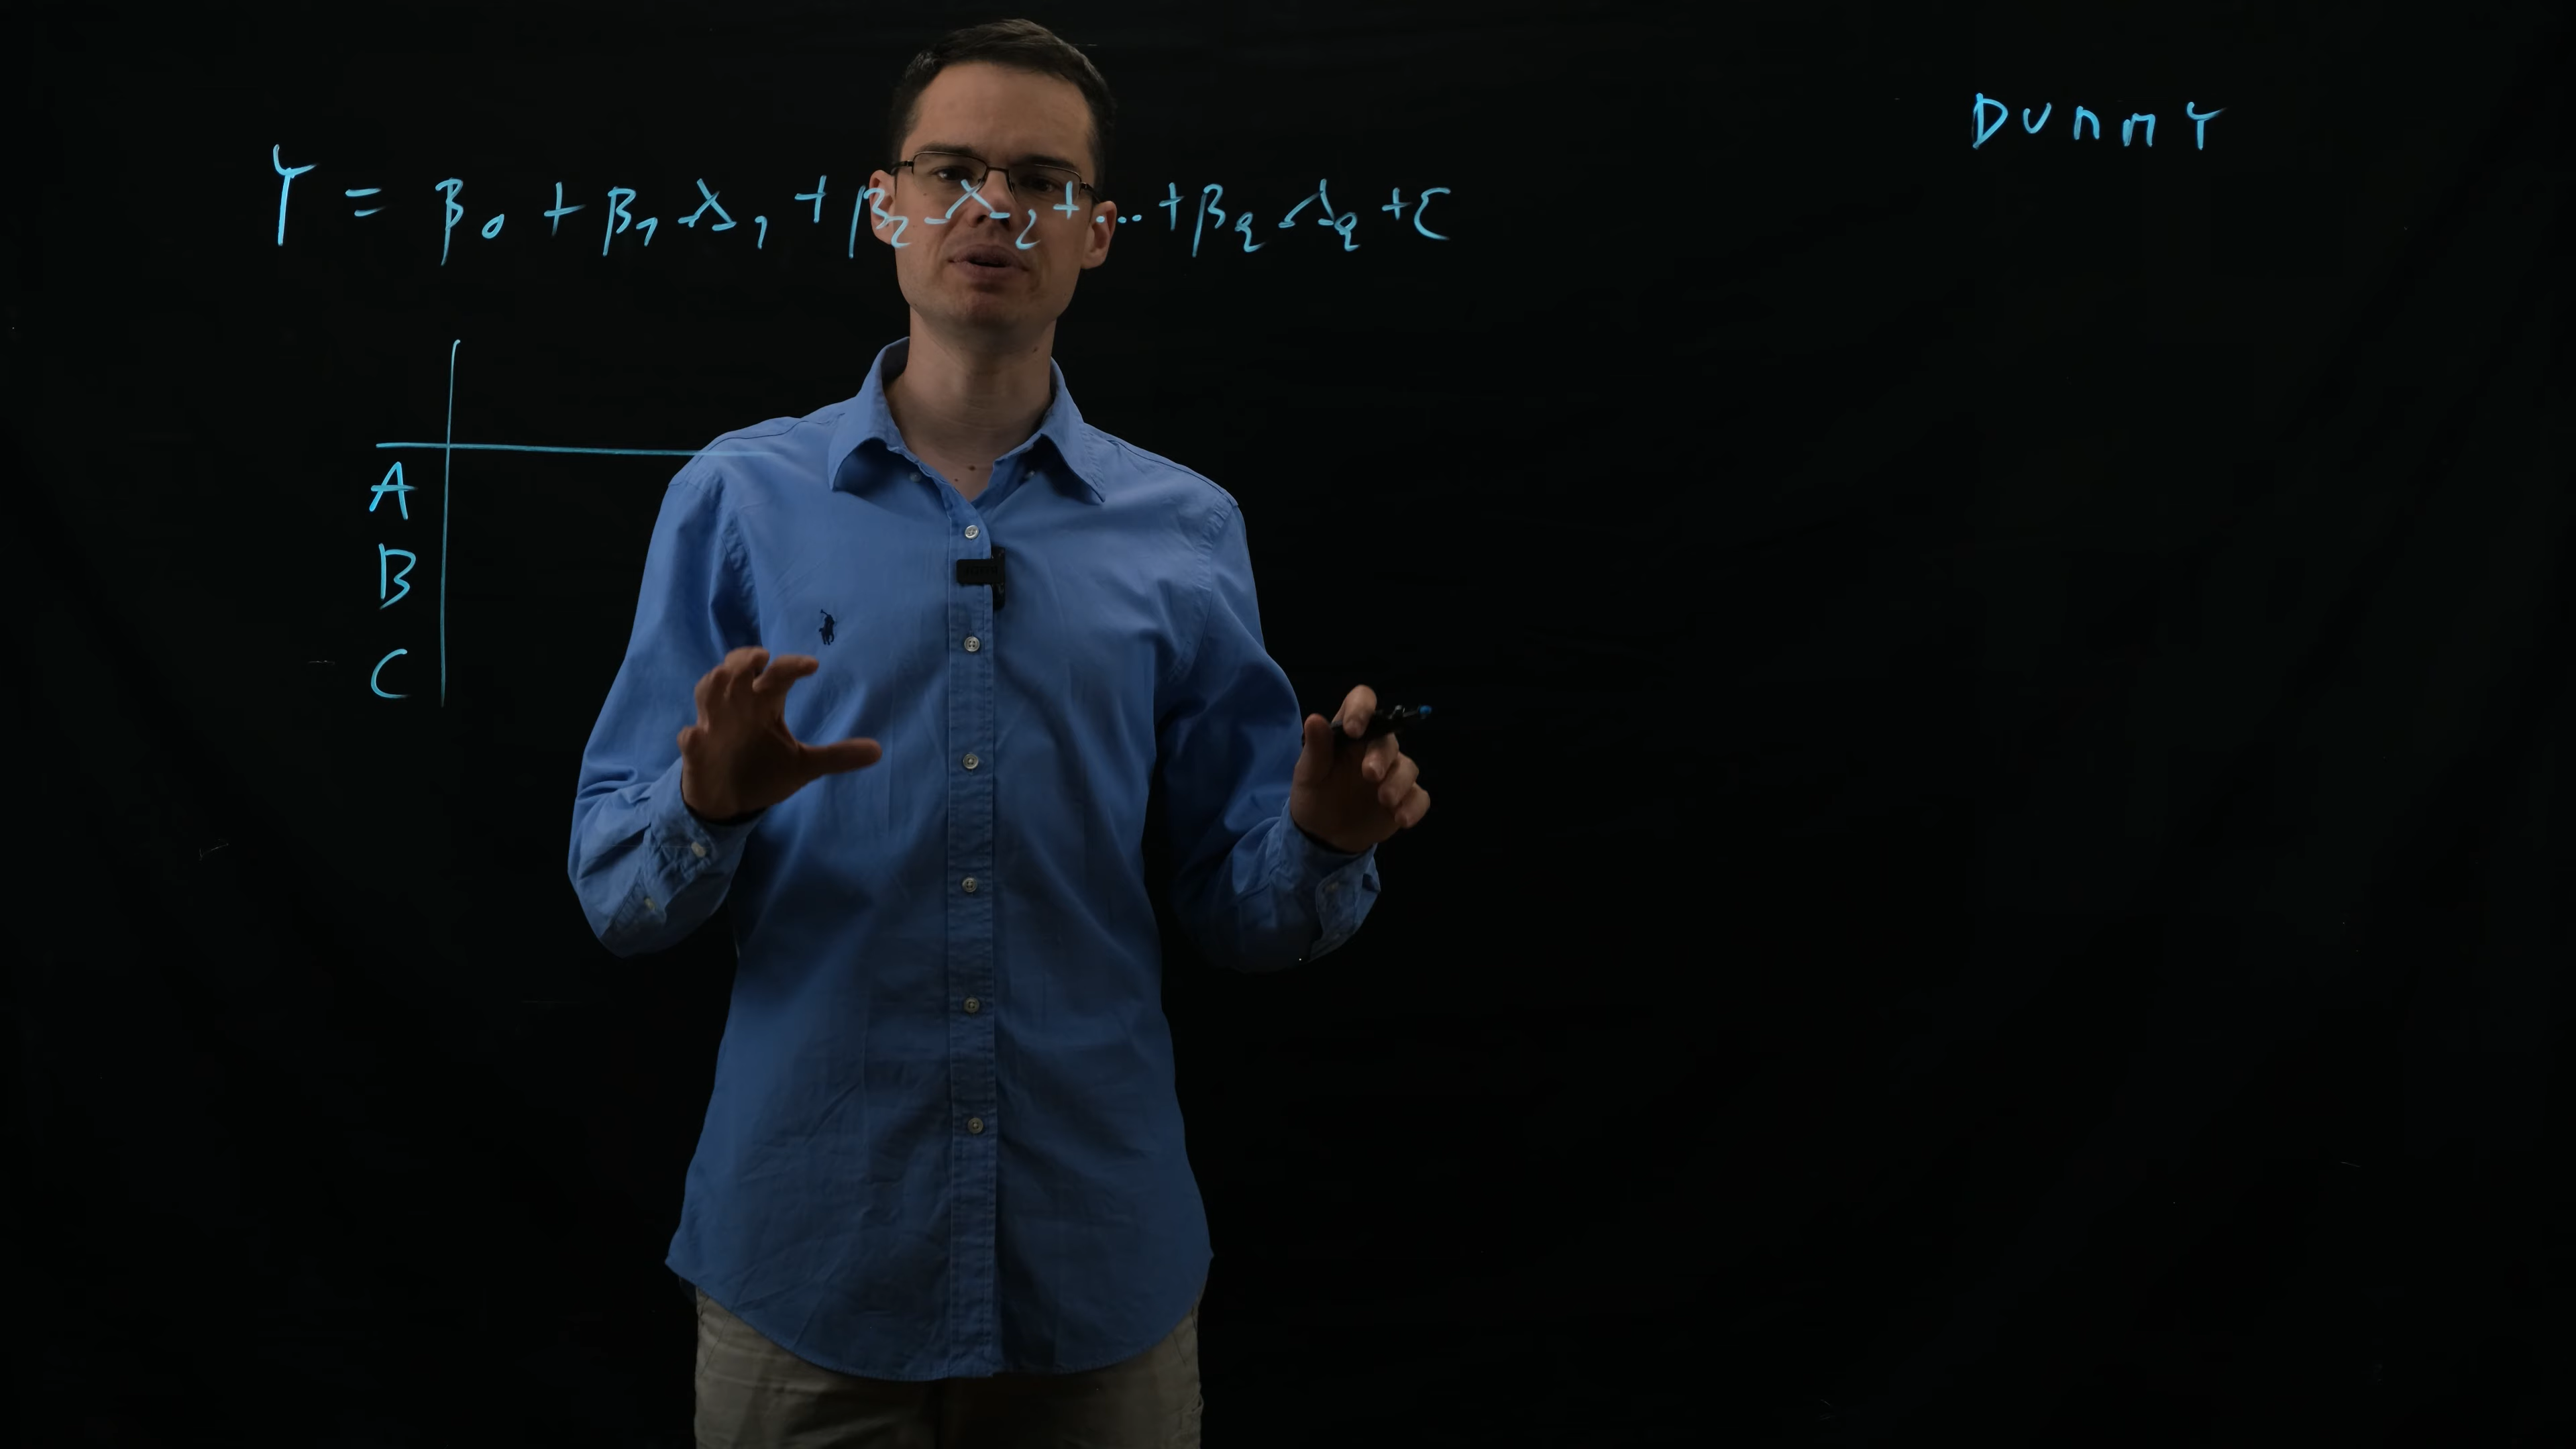 DUMMY
Y = β₀ + β₁X₁ + β₂X₂ + ... + βqXq + ε
A
B
C